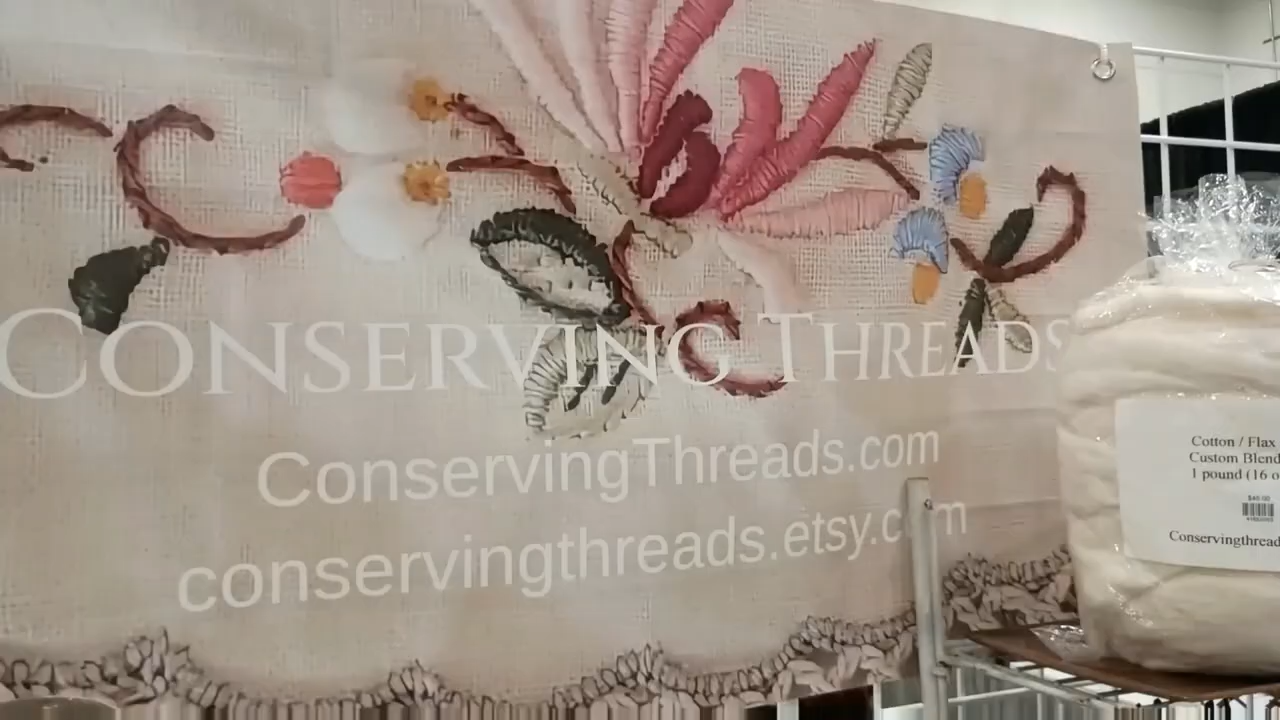 CONSERVING THREADS
ConservingThreads.com
conservingthreads.etsy.com
Cotton / Flax
Custom Blend
1 pound (16 o
$40.00
Conservingthread